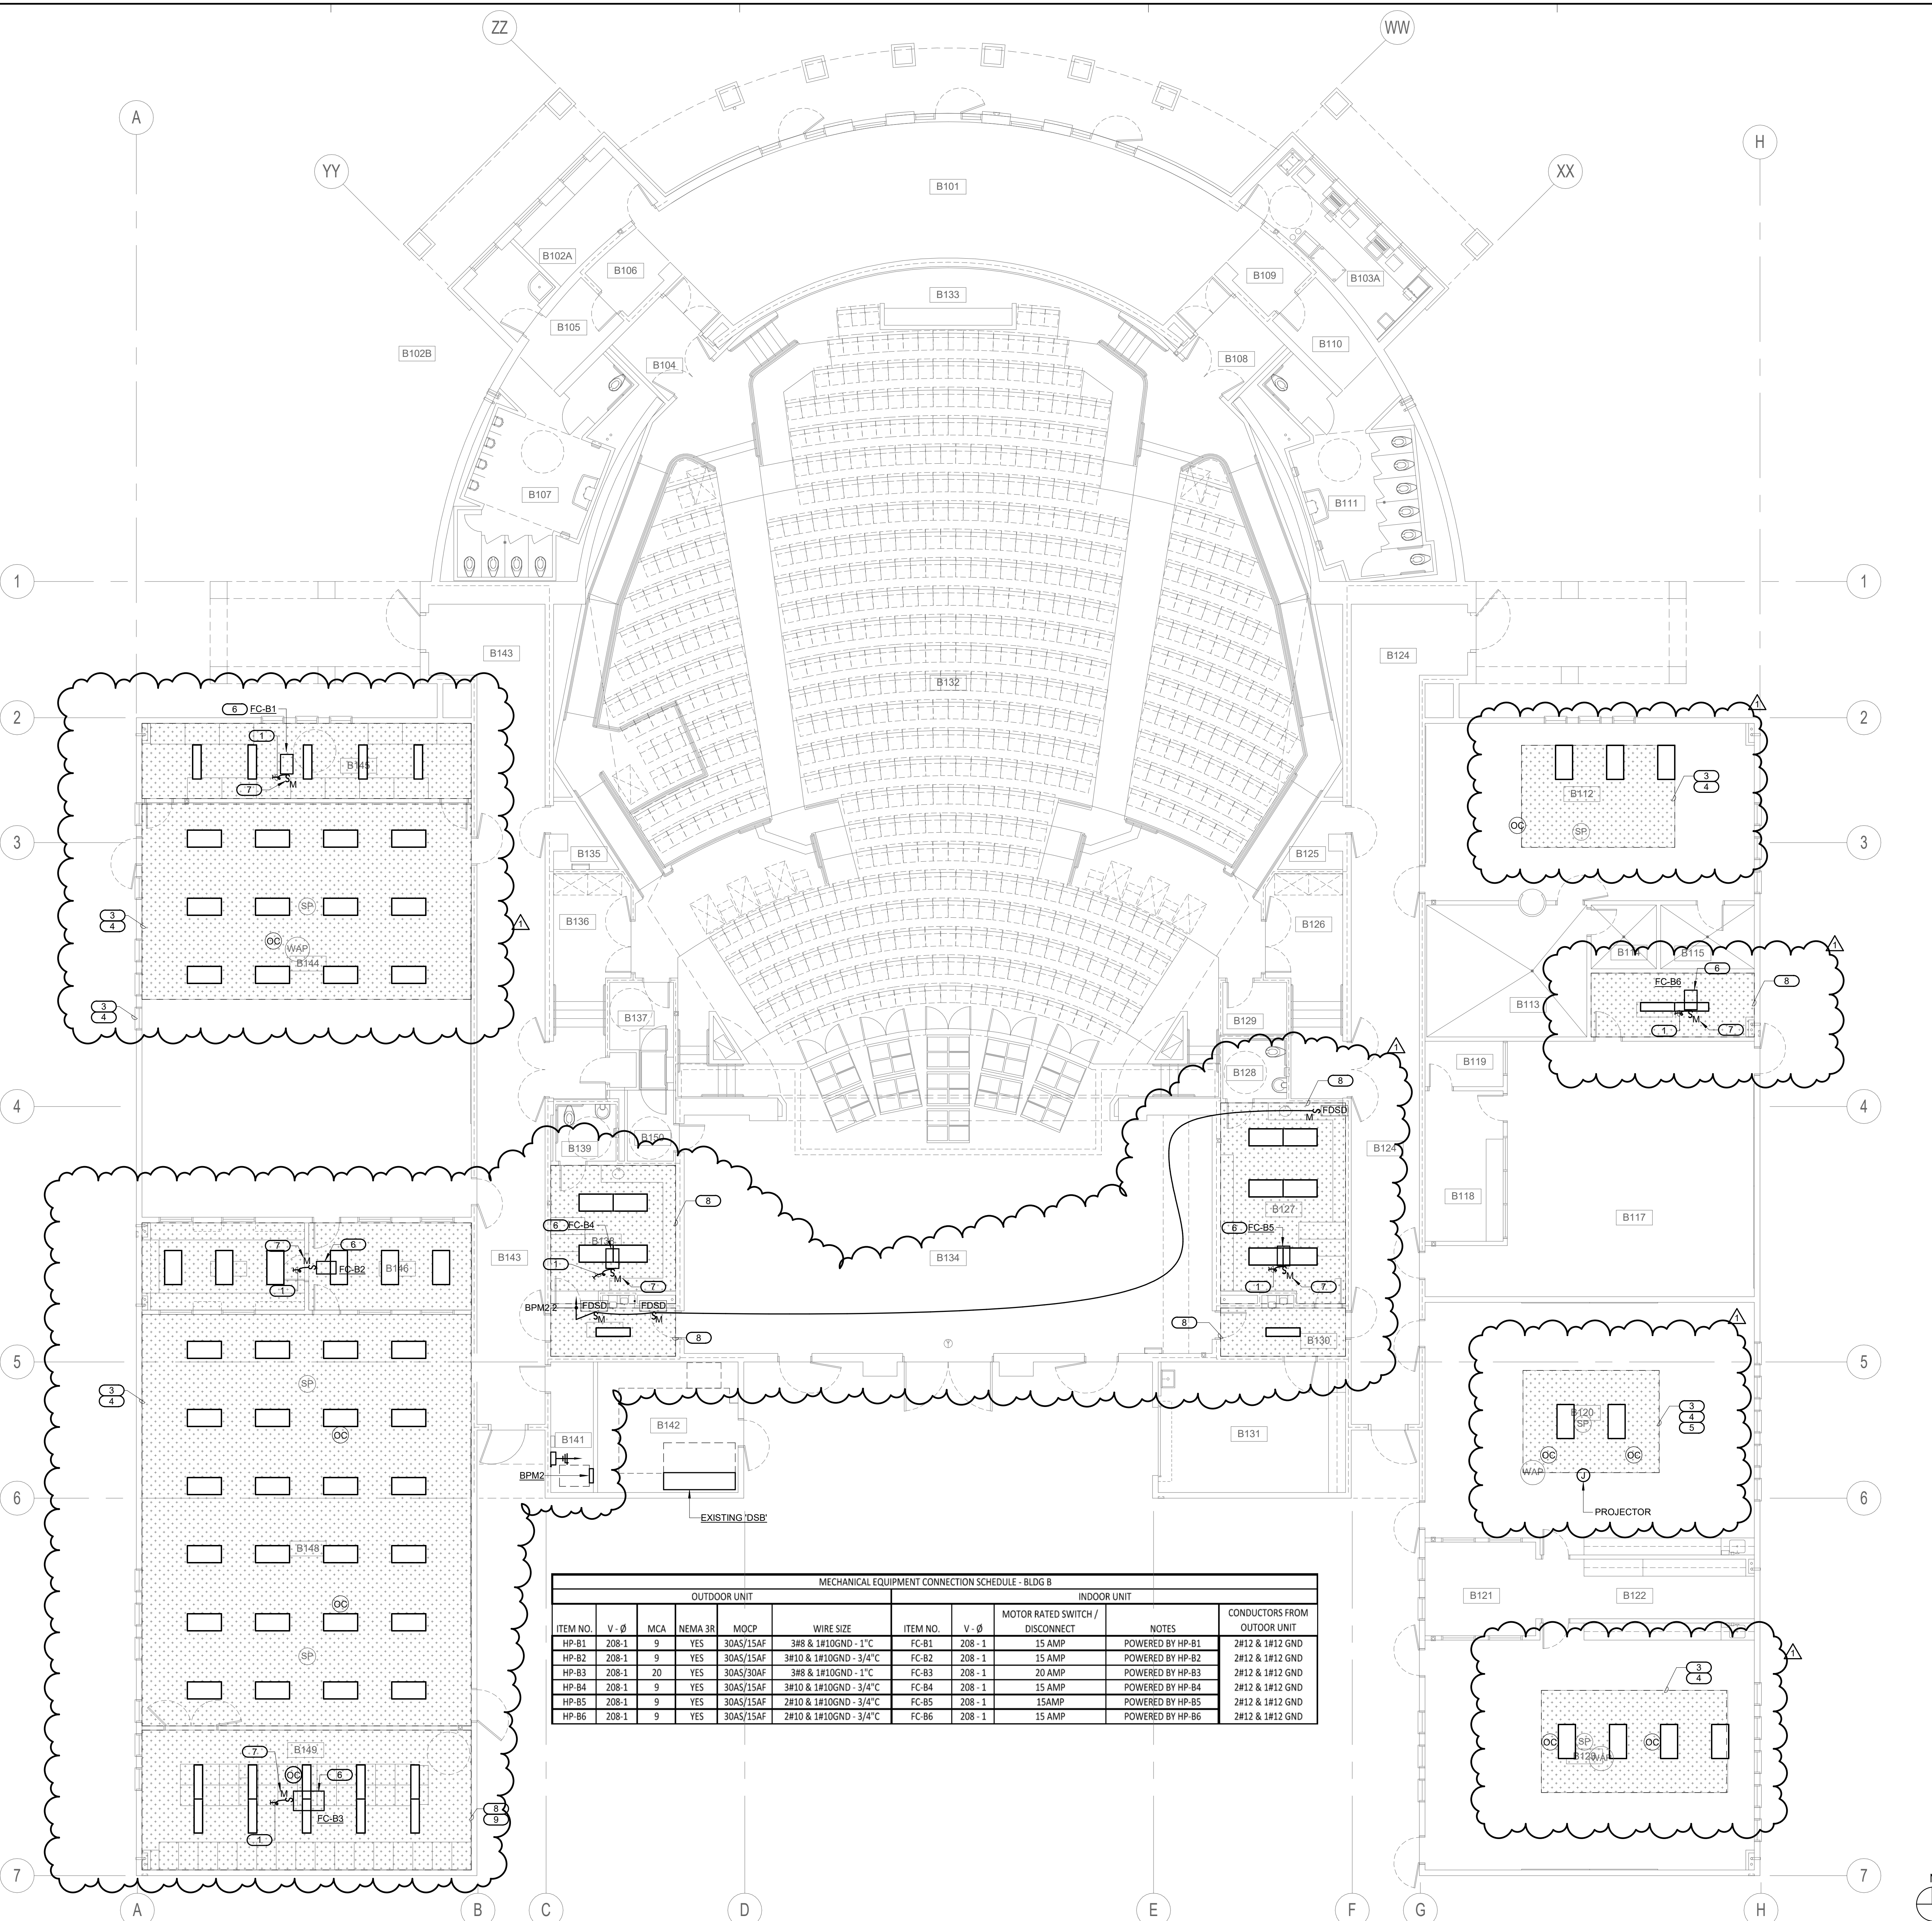 ZZ
WW
A
H
YY
XX
B101
B102A
B106
B109
B103A
B133
B105
B110
B102B
B104
B108
B107
B111
1
1
B143
B124
B132
2
6 FC-B1
1
2
1
B145
7 S M
3
4
B112
3
OC
SP
3
B135
B125
SP
3
4
B136
B126
1
OC
WAP
B144
1
B114
B115
6
FC-B6
8
3
4
B137
B129
B113
S M
1
7
1
B128
B119
8
4
S FDSD
M
4
B139
B150
B124
8
B127
B118
B117
6 FC-B4
6 FC-B5
7
6
M
S
FC-B2
B146
1
B143
B134
1
S M
7
1
S M
7
BPM2 2
FDSD
FDSD
S M
S M
8
8
B130
1
5
T
5
3
4
SP
OC
B120
SP
3
4
5
OC
OC
B142
B141
B131
WAP
J
BPM2
6
6
PROJECTOR
EXISTING 'DSB'
B148
MECHANICAL EQUIPMENT CONNECTION SCHEDULE - BLDG B
OUTDOOR UNIT INDOOR UNIT
ITEM NO. V - Ø MCA NEMA 3R MOCP WIRE SIZE ITEM NO. V - Ø MOTOR RATED SWITCH / DISCONNECT NOTES CONDUCTORS FROM OUTOOR UNIT
HP-B1 208-1 9 YES 30AS/15AF 3#8 & 1#10GND - 1"C FC-B1 208 - 1 15 AMP POWERED BY HP-B1 2#12 & 1#12 GND
HP-B2 208-1 9 YES 30AS/15AF 3#10 & 1#10GND - 3/4"C FC-B2 208 - 1 15 AMP POWERED BY HP-B2 2#12 & 1#12 GND
HP-B3 208-1 20 YES 30AS/30AF 3#8 & 1#10GND - 1"C FC-B3 208 - 1 20 AMP POWERED BY HP-B3 2#12 & 1#12 GND
HP-B4 208-1 9 YES 30AS/15AF 3#10 & 1#10GND - 3/4"C FC-B4 208 - 1 15 AMP POWERED BY HP-B4 2#12 & 1#12 GND
HP-B5 208-1 9 YES 30AS/15AF 2#10 & 1#10GND - 3/4"C FC-B5 208 - 1 15AMP POWERED BY HP-B5 2#12 & 1#12 GND
HP-B6 208-1 9 YES 30AS/15AF 2#10 & 1#10GND - 3/4"C FC-B6 208 - 1 15 AMP POWERED BY HP-B6 2#12 & 1#12 GND
B121
B122
OC
SP
1
3
4
OC
SP
OC
WAP
7
B149
OC
6
M
S
FC-B3
1
8
9
7
7
A
B
C
D
E
F
G
H